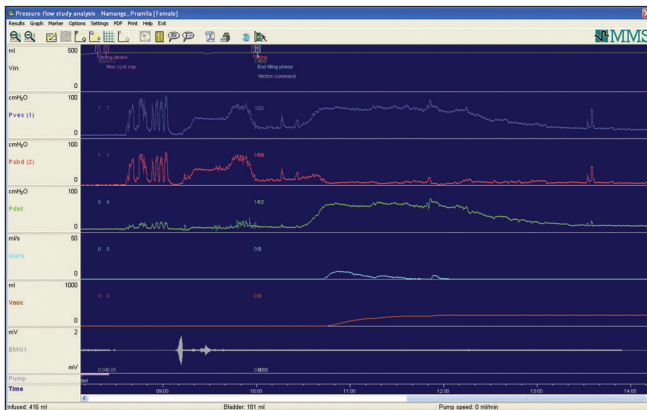 Pressure flow study analysis - Namange, Pramila [Female]
Results Graph Marker Options Settings PDF Print Help Exit
MMS
ml 500
Vin
0
Strong desire
Max cyst cap.
End filling phase
Miction command
cmH₂O 100
Pves (1)
0
cmH₂O 100
Pabd (2)
0
cmH₂O 100
Pdet
0
ml/s 50
Qura
0
ml 1000
Vmic
0
mV 2
EMG1
mV
Pump
Time
09:00 10:00 11:00 12:00 13:00 14:00
Infused: 416 ml Bladder: 181 ml Pump speed: 0 ml/min